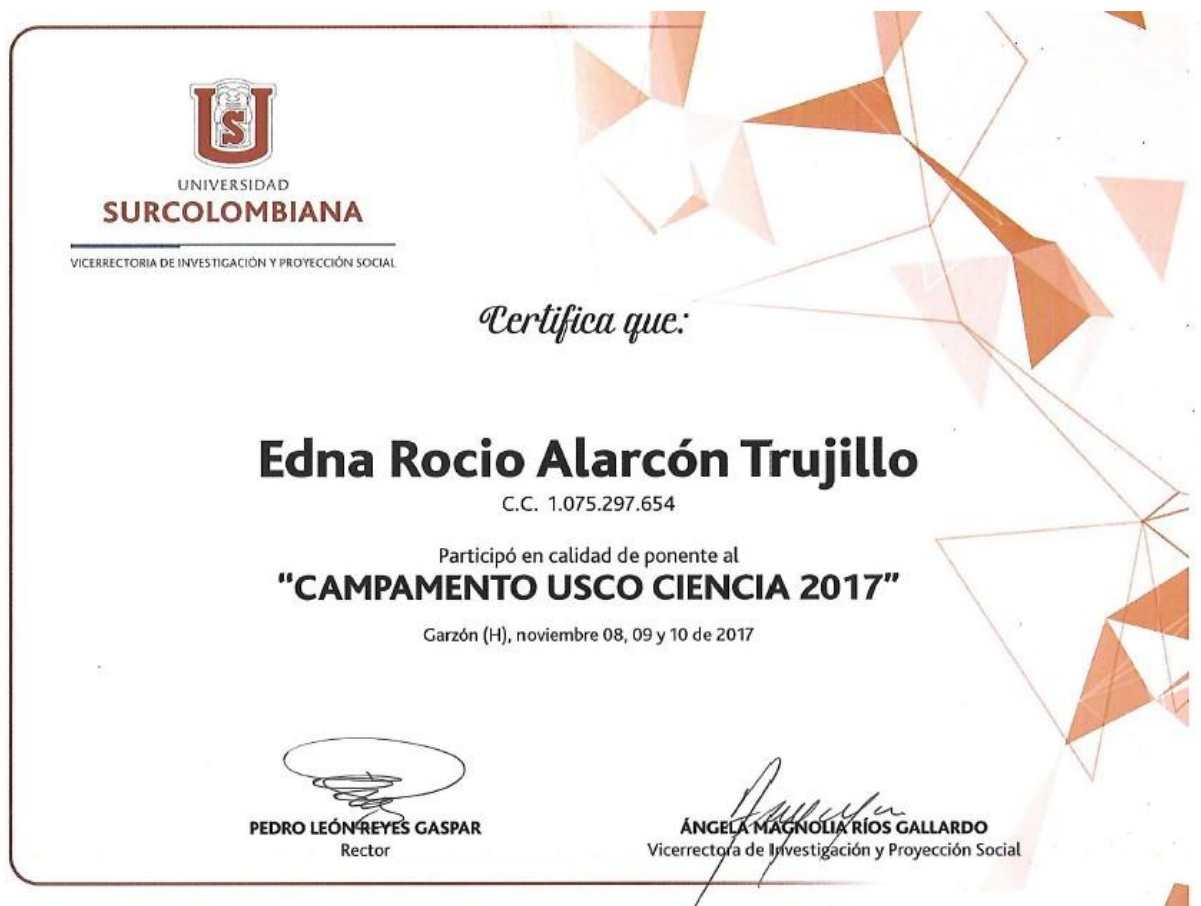 UNIVERSIDAD
SURCOLOMBIANA
VICERRECTORIA DE INVESTIGACIÓN Y PROYECCIÓN SOCIAL
Certifica que:
Edna Rocio Alarcón Trujillo
C.C. 1.075.297.654
Participó en calidad de ponente al
"CAMPAMENTO USCO CIENCIA 2017"
Garzón (H), noviembre 08, 09 y 10 de 2017
PEDRO LEÓN REYES GASPAR
Rector
ÁNGELA MAGNOLIA RÍOS GALLARDO
Vicerrectora de Investigación y Proyección Social